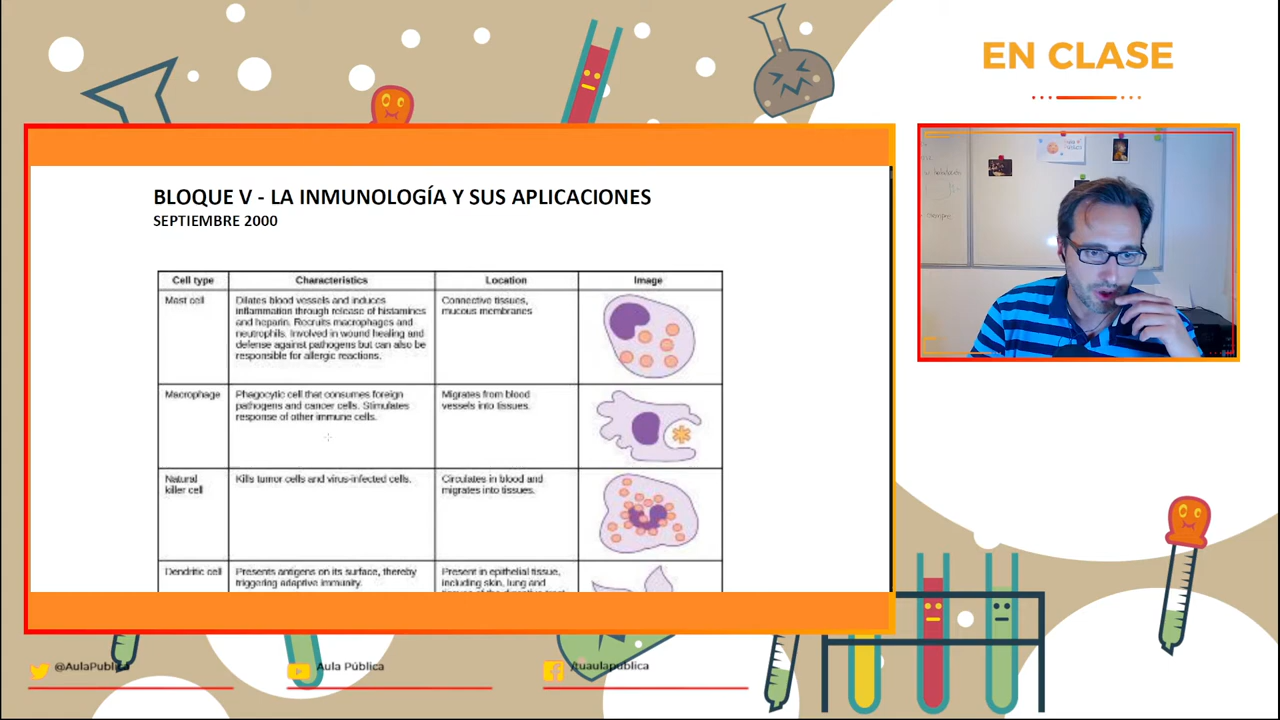 EN CLASE
BLOQUE V - LA INMUNOLOGÍA Y SUS APLICACIONES
SEPTIEMBRE 2000
Cell type Characteristics Location Image
Mast cell
Dilates blood vessels and induces
inflammation through release of histamines
and heparin. Recruits macrophages and
neutrophils. Involved in wound healing and
defense against pathogens but can also be
responsible for allergic reactions.
Connective tissues,
mucous membranes
Macrophage
Phagocytic cell that consumes foreign
pathogens and cancer cells. Stimulates
response of other immune cells.
Migrates from blood
vessels into tissues.
Natural
killer cell
Kills tumor cells and virus-infected cells.
Circulates in blood and
migrates into tissues.
Dendritic cell
Presents antigens on its surface, thereby
triggering adaptive immunity.
Present in epithelial tissue,
including skin, lung and
@AulaPublica
Aula Pública
/tuaulapublica